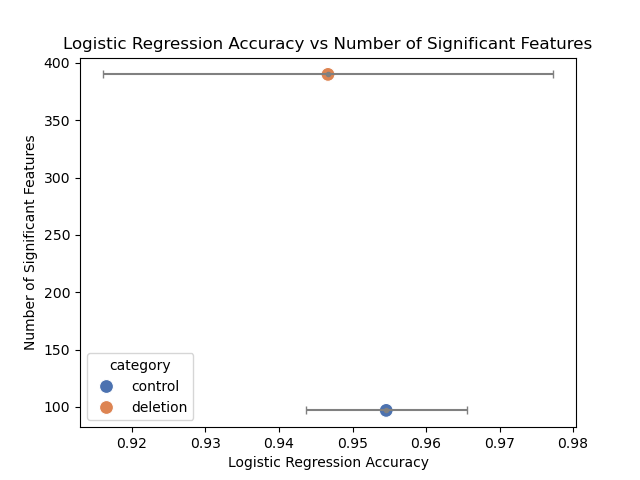 Logistic Regression Accuracy vs Number of Significant Features
Number of Significant Features
400
350
300
250
200
150
100
category
control
deletion
0.92 0.93 0.94 0.95 0.96 0.97 0.98
Logistic Regression Accuracy